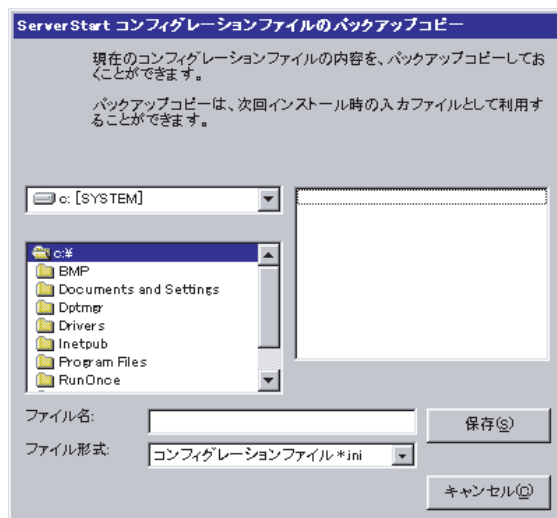 ServerStart コンフィグレーションファイルのバックアップコピー
現在のコンフィグレーションファイルの内容を、バックアップコピーしてお
くことができます。
バックアップコピーは、次回インストール時の入力ファイルとして利用す
ることができます。
c: [SYSTEM]
c:¥
BMP
Documents and Settings
Dptmgr
Drivers
Inetpub
Program Files
RunOnce
ファイル名:
保存(S)
ファイル形式:
コンフィグレーションファイル *.ini
キャンセル(C)